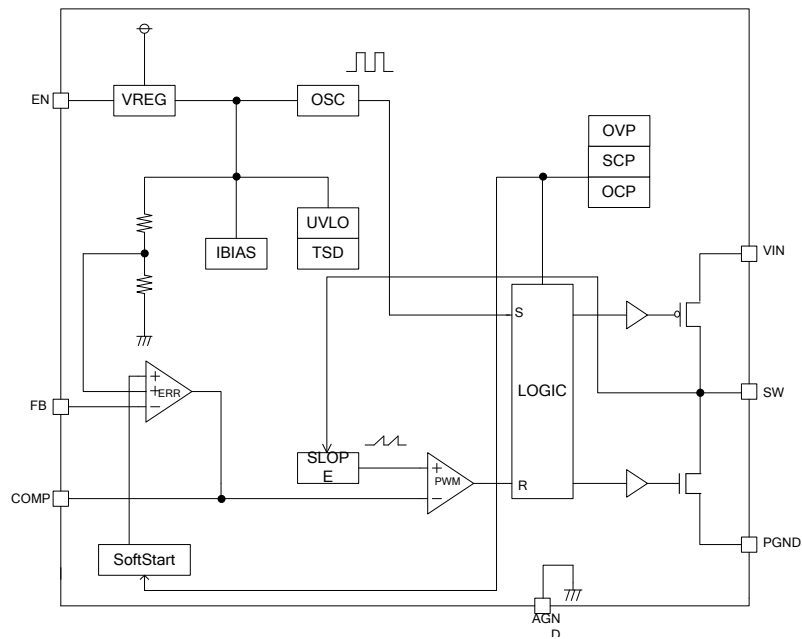 EN
VREG
OSC
OVP
SCP
OCP
UVLO
TSD
IBIAS
VIN
S
+
+
ERR
−
FB
LOGIC
SW
SLOP
E
+
PWM
−
R
COMP
SoftStart
PGND
AGN
D